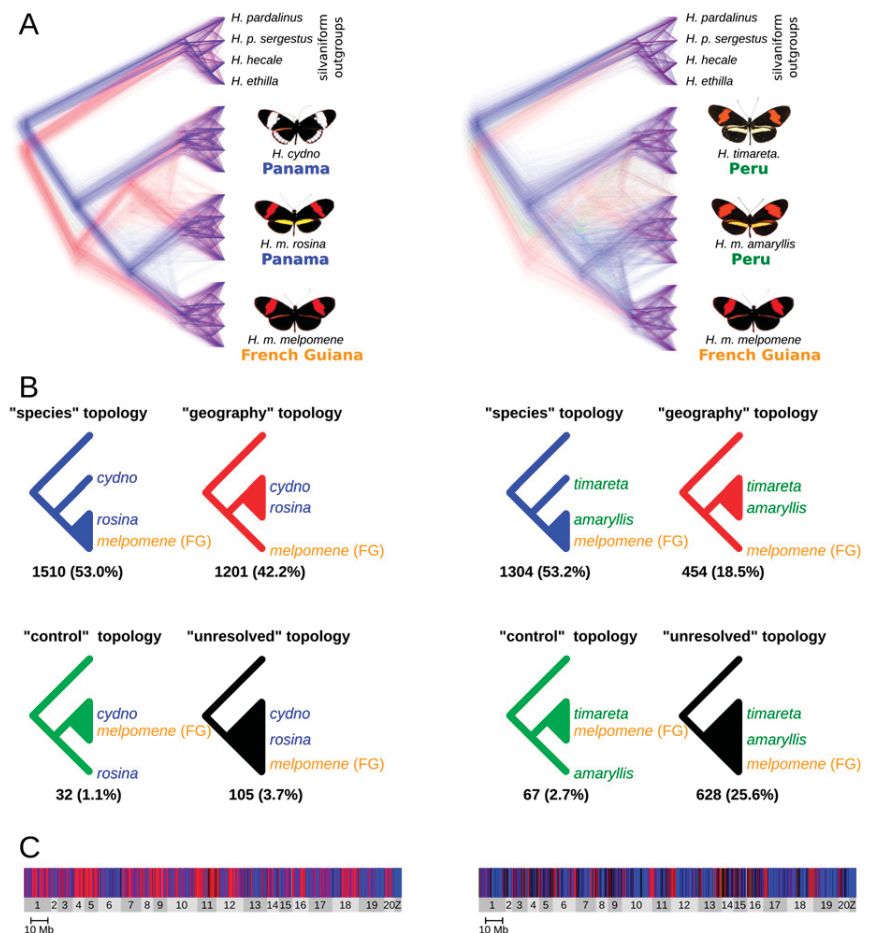 A
H. pardalinus
H. p. sergestus
H. hecale
H. ethilla
silvaniform
outgroups
H. cydno
Panama
H. m. rosina
Panama
H. m. melpomene
French Guiana
H. pardalinus
H. p. sergestus
H. hecale
H. ethilla
silvaniform
outgroups
H. timareta.
Peru
H. m. amaryllis
Peru
H. m. melpomene
French Guiana
B
"species" topology
cydno
rosina
melpomene (FG)
1510 (53.0%)
"geography" topology
cydno
rosina
melpomene (FG)
1201 (42.2%)
"species" topology
timareta
amaryllis
melpomene (FG)
1304 (53.2%)
"geography" topology
timareta
amaryllis
melpomene (FG)
454 (18.5%)
"control" topology
cydno
melpomene (FG)
rosina
32 (1.1%)
"unresolved" topology
cydno
rosina
melpomene (FG)
105 (3.7%)
"control" topology
timareta
melpomene (FG)
amaryllis
67 (2.7%)
"unresolved" topology
timareta
amaryllis
melpomene (FG)
628 (25.6%)
C
1 2 3 4 5 6 7 8 9 10 11 12 13 14 15 16 17 18 19 20Z
10 Mb
1 2 3 4 5 6 7 8 9 10 11 12 13 14 15 16 17 18 19 20Z
10 Mb